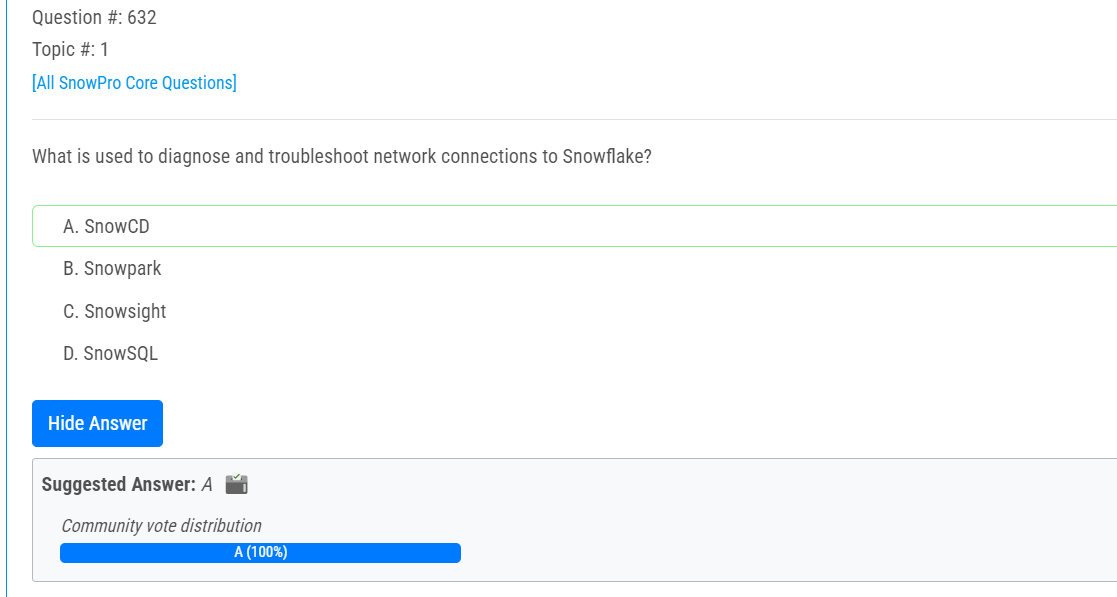 Question #: 632
Topic #: 1
[All SnowPro Core Questions]
What is used to diagnose and troubleshoot network connections to Snowflake?
A. SnowCD
B. Snowpark
C. Snowsight
D. SnowSQL
Hide Answer
Suggested Answer: A
Community vote distribution
A (100%)